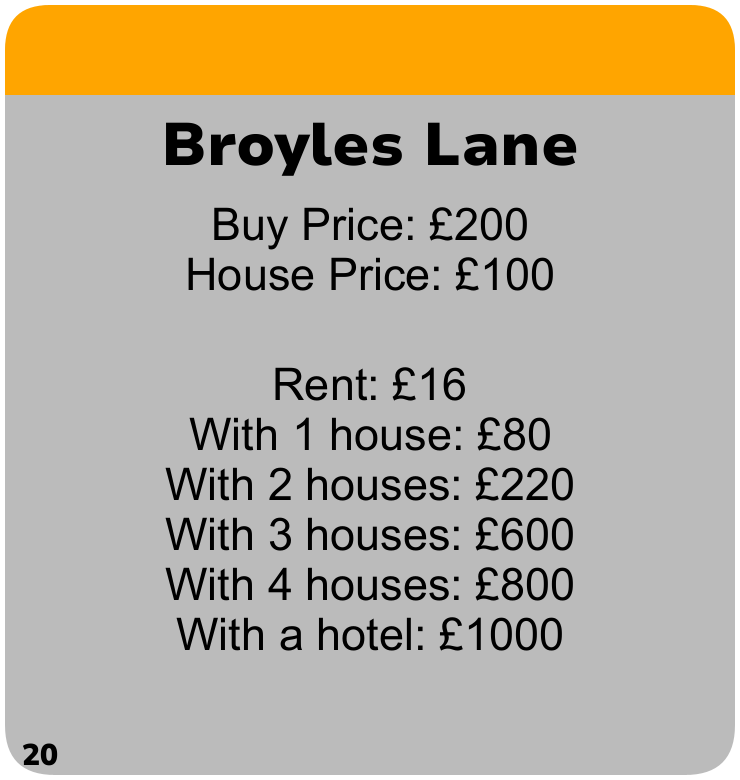 Broyles Lane
Buy Price: £200
House Price: £100
Rent: £16
With 1 house: £80
With 2 houses: £220
With 3 houses: £600
With 4 houses: £800
With a hotel: £1000
20